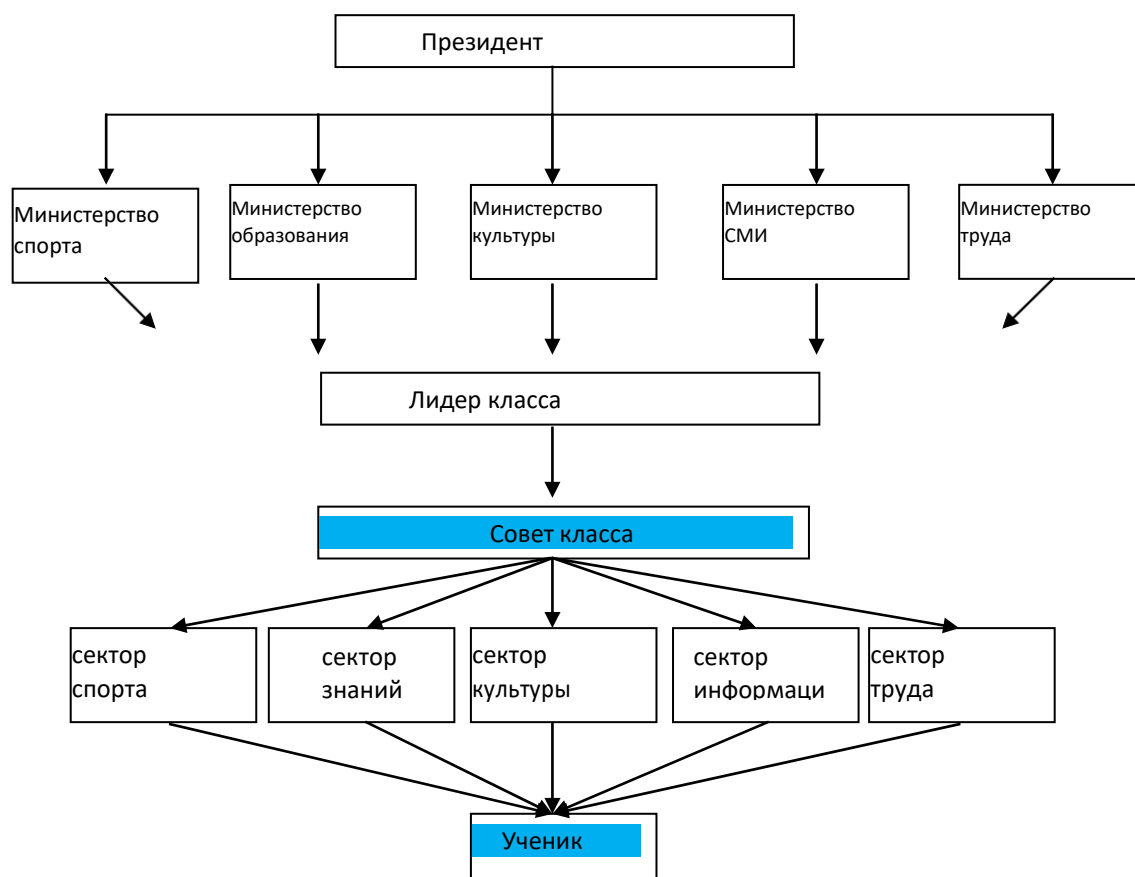 Президент
Министерство
спорта
Министерство
образования
Министерство
культуры
Министерство
СМИ
Министерство
труда
Лидер класса
Совет класса
сектор
спорта
сектор
знаний
сектор
культуры
сектор
информаци
сектор
труда
Ученик